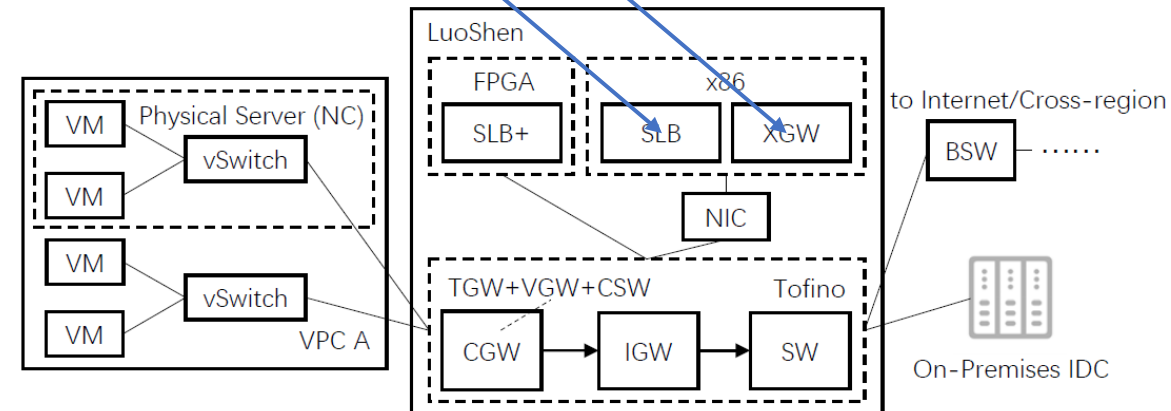 LuoShen
FPGA
x86
SLB+
SLB
XGW
NIC
TGW+VGW+CSW
Tofino
CGW
IGW
SW
Physical Server (NC)
VM
vSwitch
VM
VM
vSwitch
VM
VPC A
to Internet/Cross-region
BSW
······
On-Premises IDC